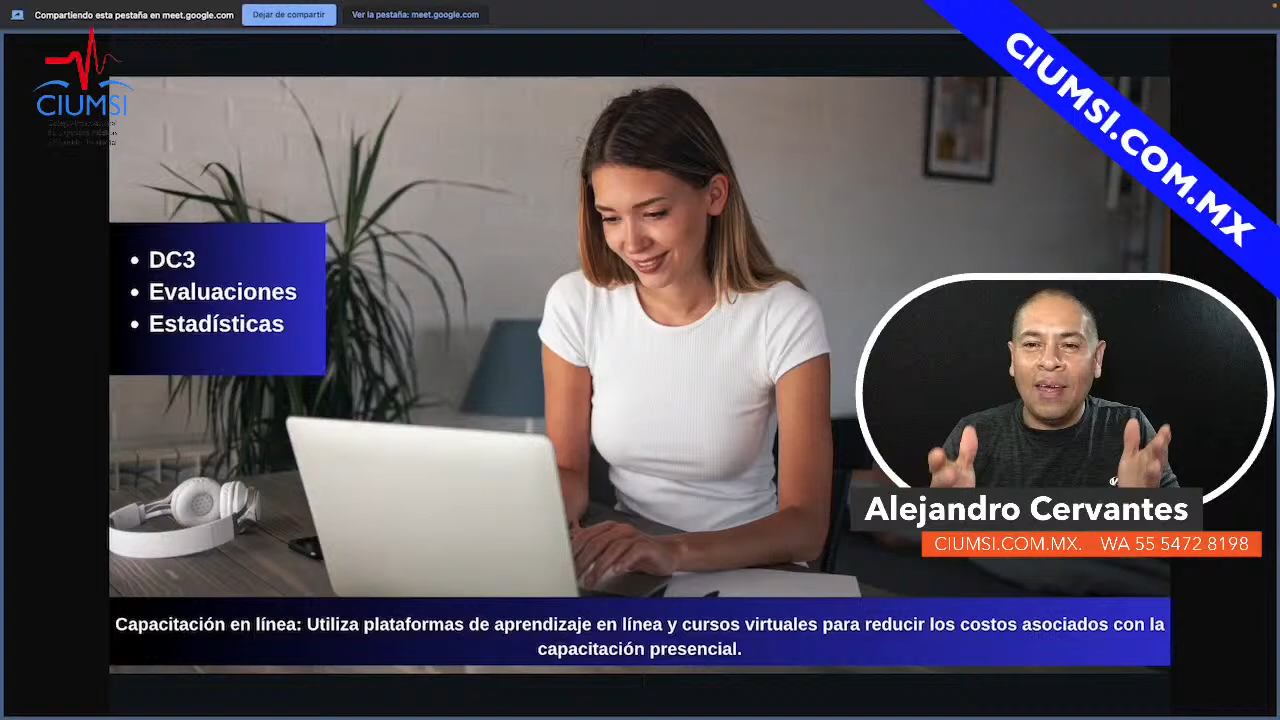 Compartiendo esta pestaña en meet.google.com
Dejar de compartir
Ver la pestaña: meet.google.com
CIUMSI
CIUMSI.COM.MX
• DC3
• Evaluaciones
• Estadísticas
Alejandro Cervantes
CIUMSI.COM.MX. WA 55 5472 8198
Capacitación en línea: Utiliza plataformas de aprendizaje en línea y cursos virtuales para reducir los costos asociados con la
capacitación presencial.